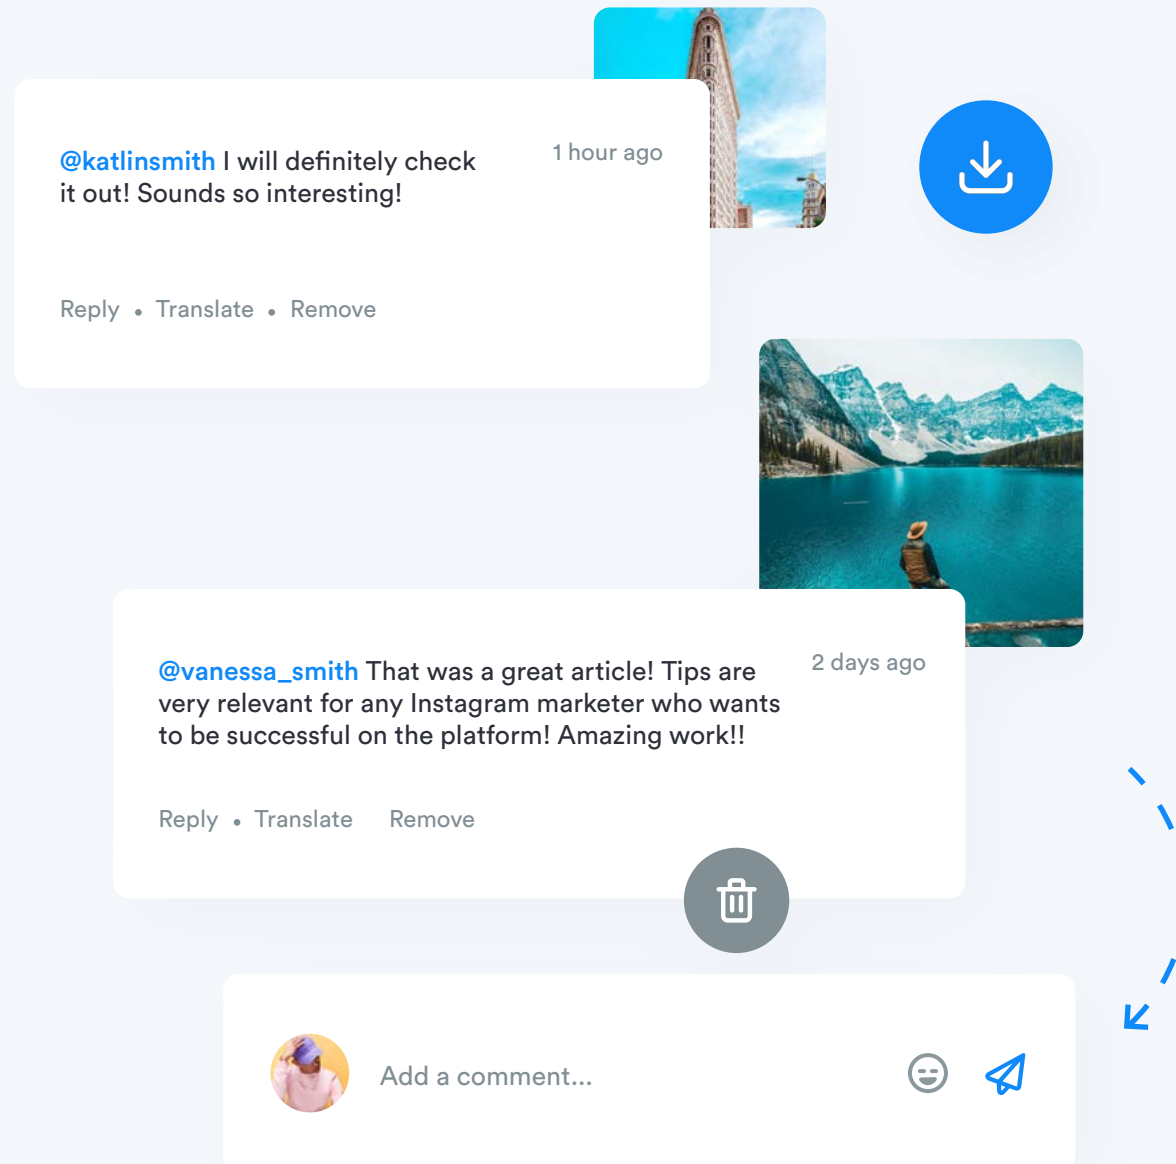 @katlinsmith I will definitely check
it out! Sounds so interesting!
1 hour ago
Reply • Translate • Remove
@vanessa_smith That was a great article! Tips are
very relevant for any Instagram marketer who wants
to be successful on the platform! Amazing work!!
2 days ago
Reply • Translate Remove
Add a comment...